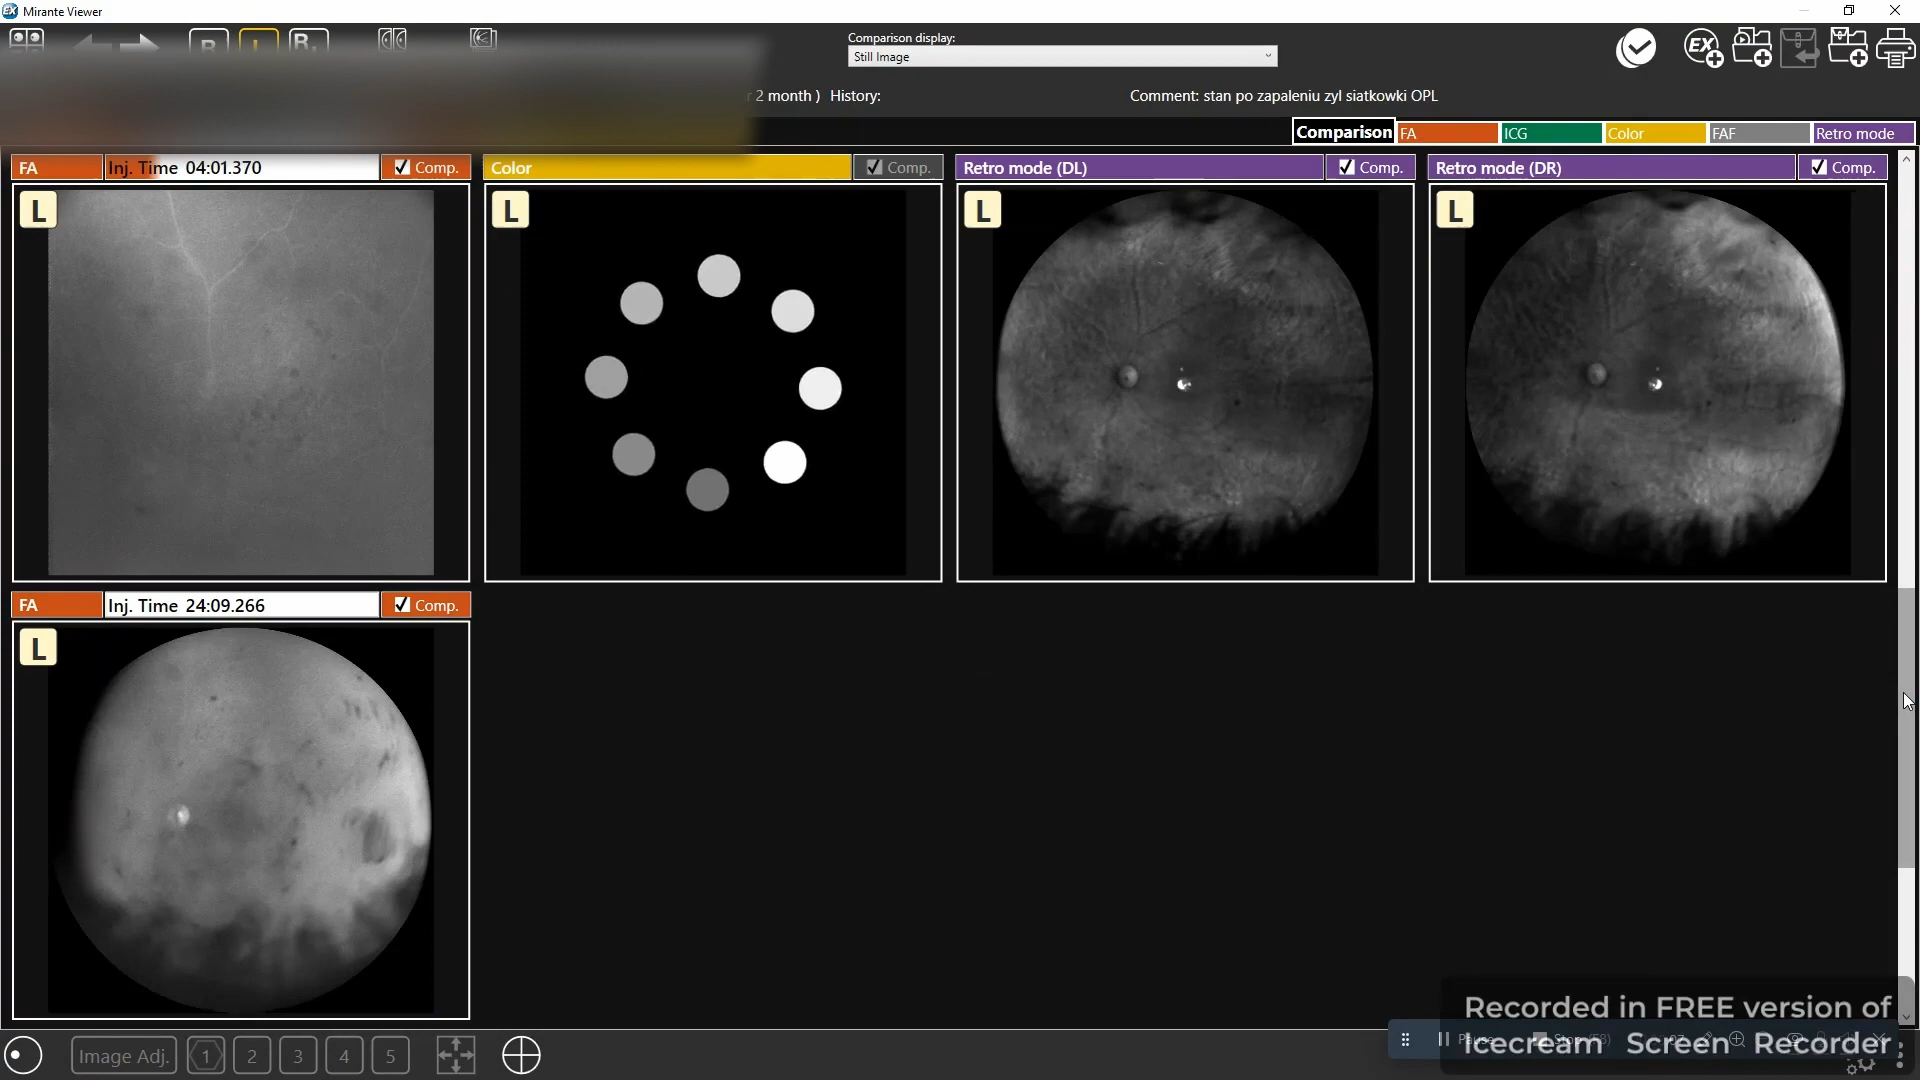 Mirante Viewer
R L R
Comparison display:
Still Image
2 month ) History:
Comment: stan po zapaleniu zyl siatkowki OPL
EX
Comparison FA ICG Color FAF Retro mode
FA Inj. Time 04:01.370 Comp.
Color Comp.
Retro mode (DL) Comp.
Retro mode (DR) Comp.
L
L
L
L
FA Inj. Time 24:09.266 Comp.
L
Recorded in FREE version of
Icecream Screen Recorder
Image Adj. 1 2 3 4 5